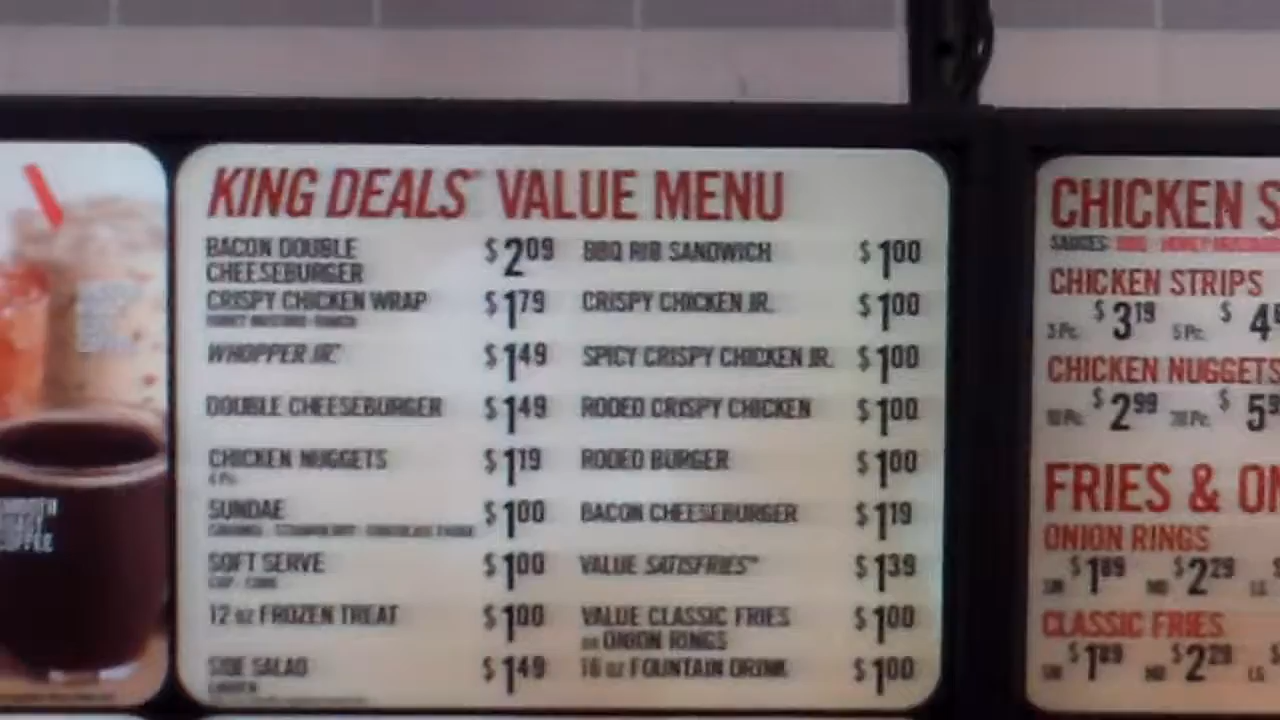 KING DEALS™ VALUE MENU
BACON DOUBLE
CHEESEBURGER
$2.09
CRISPY CHICKEN WRAP
$1.79
WHOPPER JR.
$1.49
DOUBLE CHEESEBURGER
$1.49
CHICKEN NUGGETS
$1.19
SUNDAE
$1.00
SOFT SERVE
$1.00
12 oz FROZEN TREAT
$1.00
SIDE SALAD
$1.49
BBQ RIB SANDWICH
$1.00
CRISPY CHICKEN JR.
$1.00
SPICY CRISPY CHICKEN JR.
$1.00
RODEO CRISPY CHICKEN
$1.00
RODEO BURGER
$1.00
BACON CHEESEBURGER
$1.19
VALUE SATISFRIES™
$1.39
VALUE CLASSIC FRIES
or ONION RINGS
$1.00
16 oz FOUNTAIN DRINK
$1.00
CHICKEN S
SAUCES: BBQ
CHICKEN STRIPS
3 Pc. $3.19 5 Pc. $4
CHICKEN NUGGETS
10 Pc. $2.99 20 Pc. $5
FRIES & ON
ONION RINGS
SM $1.89 MD $2.29 LG $
CLASSIC FRIES
SM $1.89 MD $2.29 LG $